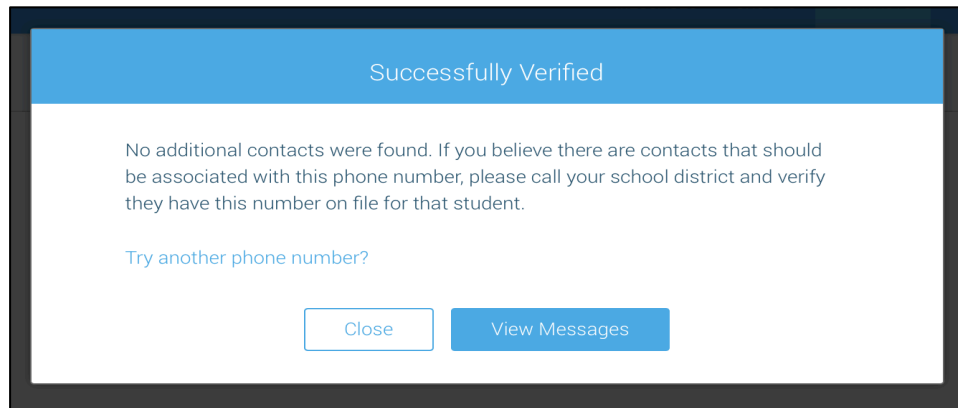 Successfully Verified
No additional contacts were found. If you believe there are contacts that should
be associated with this phone number, please call your school district and verify
they have this number on file for that student.
Try another phone number?
Close
View Messages